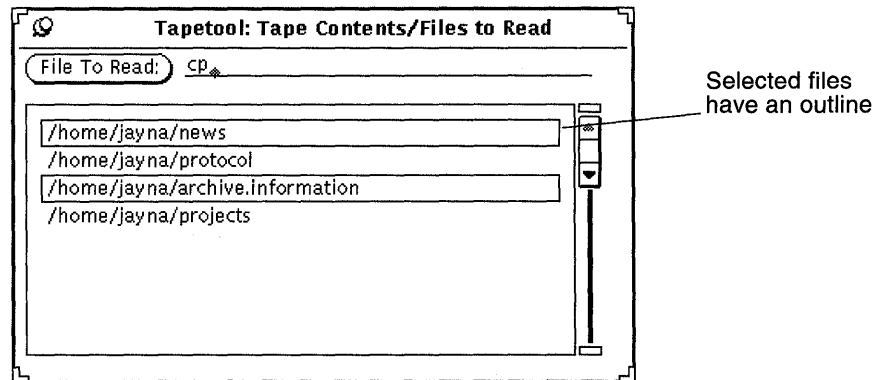 Tapetool: Tape Contents/Files to Read
File To Read: cp
Selected files
have an outline
/home/jayna/news
/home/jayna/protocol
/home/jayna/archive.information
/home/jayna/projects